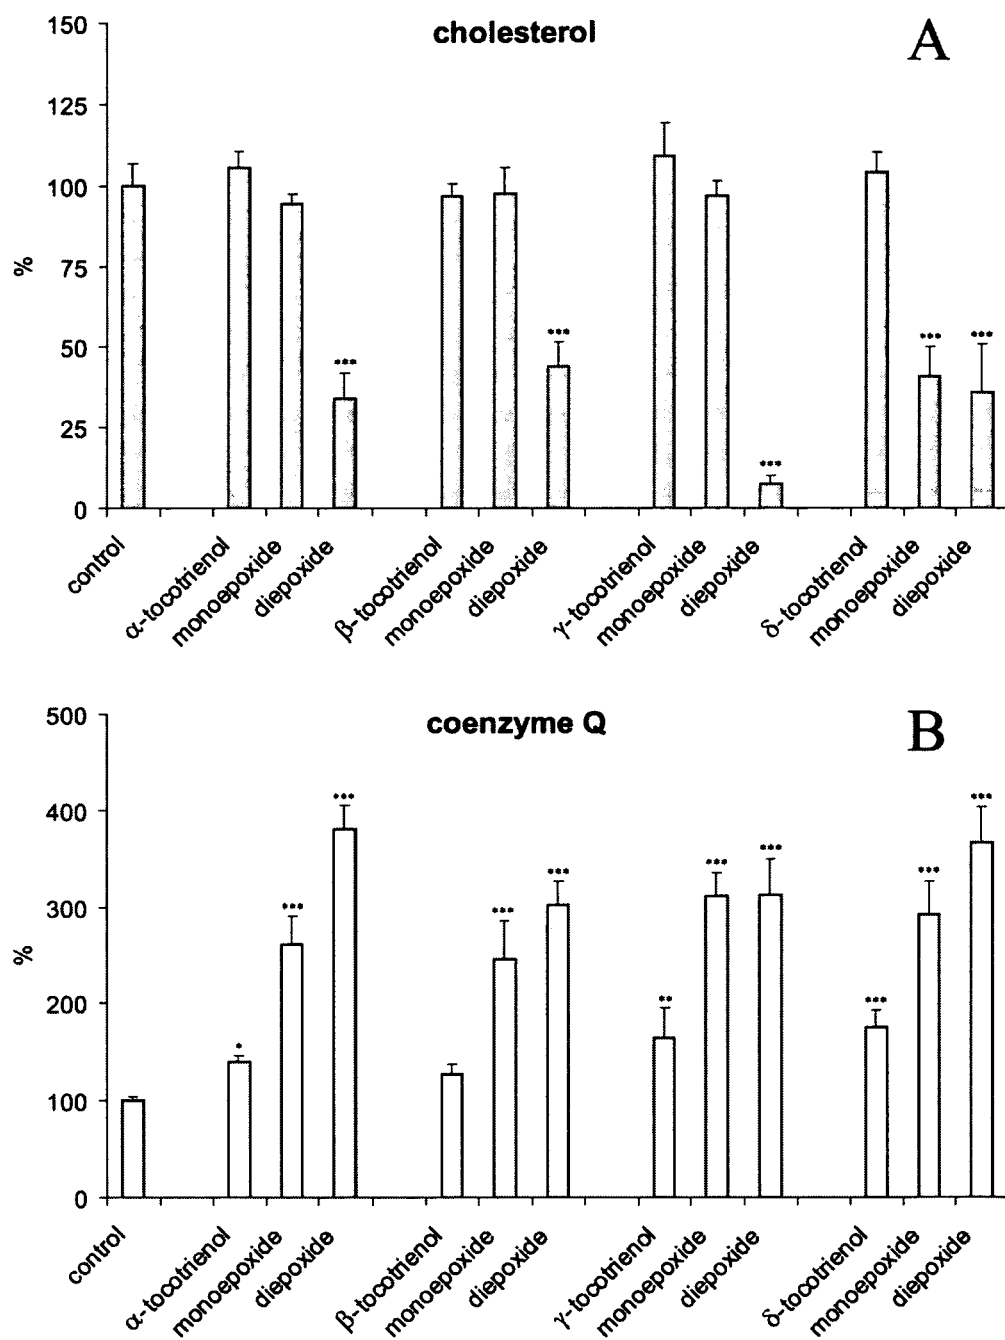 cholesterol
A
150
125
100
75
50
25
0
%
***
***
***
***
***
control
α-tocotrienol
monoepoxide
diepoxide
β-tocotrienol
monoepoxide
diepoxide
γ-tocotrienol
monoepoxide
diepoxide
δ-tocotrienol
monoepoxide
diepoxide
coenzyme Q
B
500
400
300
200
100
0
%
*
***
***
***
***
**
***
***
***
***
***
control
α-tocotrienol
monoepoxide
diepoxide
β-tocotrienol
monoepoxide
diepoxide
γ-tocotrienol
monoepoxide
diepoxide
δ-tocotrienol
monoepoxide
diepoxide